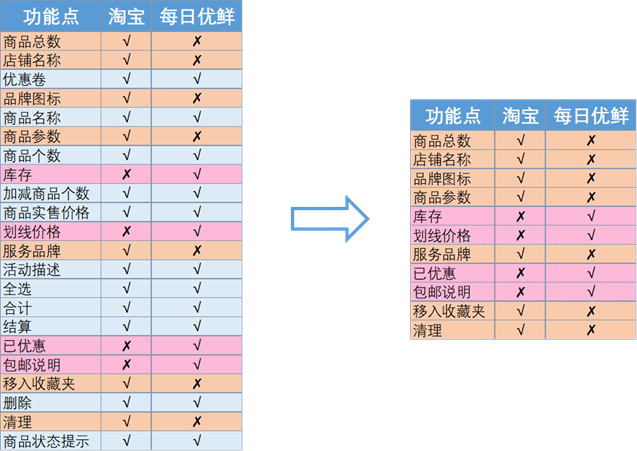 功能点 淘宝 每日优鲜
商品总数 √ ✗
店铺名称 √ ✗
优惠卷 √ √
品牌图标 √ ✗
商品名称 √ √
商品参数 √ ✗
商品个数 √ √
库存 ✗ √
加减商品个数 √ √
商品实售价格 √ √
划线价格 ✗ √
服务品牌 √ ✗
活动描述 √ √
全选 √ √
合计 √ √
结算 √ √
已优惠 ✗ √
包邮说明 ✗ √
移入收藏夹 √ ✗
删除 √ √
清理 √ ✗
商品状态提示 √ √
功能点 淘宝 每日优鲜
商品总数 √ ✗
店铺名称 √ ✗
品牌图标 √ ✗
商品参数 √ ✗
库存 ✗ √
划线价格 ✗ √
服务品牌 √ ✗
已优惠 ✗ √
包邮说明 ✗ √
移入收藏夹 √ ✗
清理 √ ✗